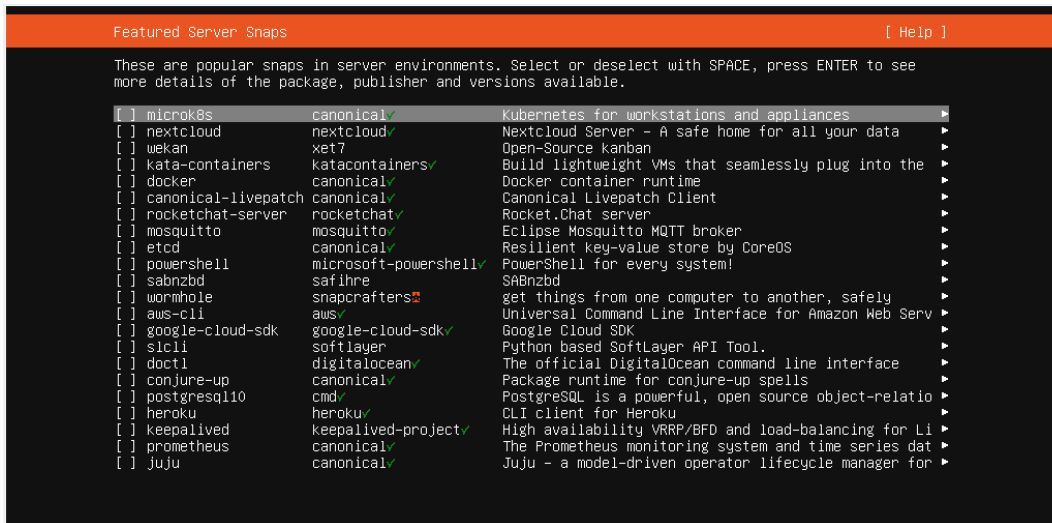 Featured Server Snaps [ Help ]
These are popular snaps in server environments. Select or deselect with SPACE, press ENTER to see
more details of the package, publisher and versions available.
[ ] microk8s canonical✓ Kubernetes for workstations and appliances ▸
[ ] nextcloud nextcloud✓ Nextcloud Server - A safe home for all your data ▸
[ ] wekan xet7 Open-Source kanban ▸
[ ] kata-containers katacontainers✓ Build lightweight VMs that seamlessly plug into the ▸
[ ] docker canonical✓ Docker container runtime ▸
[ ] canonical-livepatch canonical✓ Canonical Livepatch Client ▸
[ ] rocketchat-server rocketchat✓ Rocket.Chat server ▸
[ ] mosquitto mosquitto✓ Eclipse Mosquitto MQTT broker ▸
[ ] etcd canonical✓ Resilient key-value store by CoreOS ▸
[ ] powershell microsoft-powershell✓ PowerShell for every system! ▸
[ ] sabnzbd safihre SABnzbd ▸
[ ] wormhole snapcrafters get things from one computer to another, safely ▸
[ ] aws-cli aws✓ Universal Command Line Interface for Amazon Web Serv ▸
[ ] google-cloud-sdk google-cloud-sdk✓ Google Cloud SDK ▸
[ ] slcli softlayer Python based SoftLayer API Tool. ▸
[ ] doctl digitalocean✓ The official DigitalOcean command line interface ▸
[ ] conjure-up canonical✓ Package runtime for conjure-up spells ▸
[ ] postgresql10 cmd✓ PostgreSQL is a powerful, open source object-relatio ▸
[ ] heroku heroku✓ CLI client for Heroku ▸
[ ] keepalived keepalived-project✓ High availability VRRP/BFD and load-balancing for Li ▸
[ ] prometheus canonical✓ The Prometheus monitoring system and time series dat ▸
[ ] juju canonical✓ Juju - a model-driven operator lifecycle manager for ▸